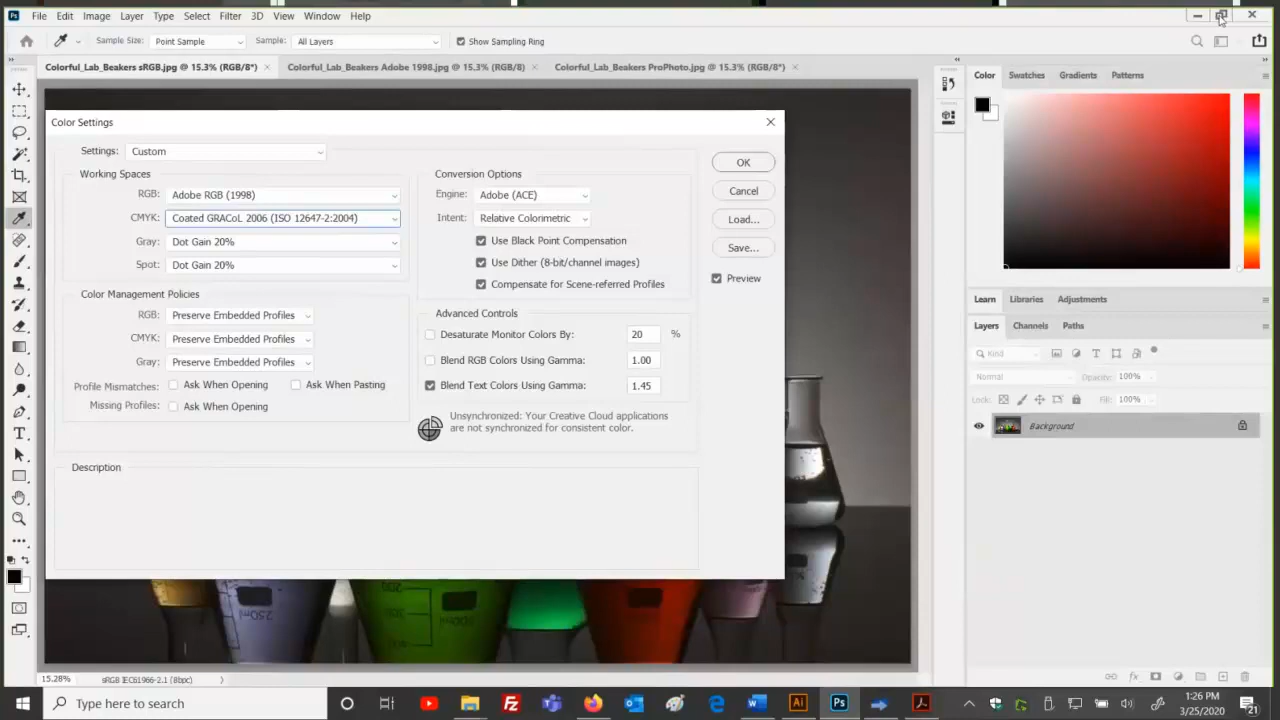 Ps File Edit Image Layer Type Select Filter 3D View Window Help
Sample Size: Point Sample Sample: All Layers Show Sampling Ring
Colorful_Lab_Beakers sRGB.jpg @ 15.3% (RGB/8*) Colorful_Lab_Beakers Adobe 1998.jpg @ 15.3% (RGB/8) Colorful_Lab_Beakers ProPhoto.jpg @ 15.3% (RGB/8*)
Color Swatches Gradients Patterns
Color Settings
Settings: Custom
OK
Working Spaces
Conversion Options
RGB: Adobe RGB (1998)
Engine: Adobe (ACE)
Cancel
CMYK: Coated GRACoL 2006 (ISO 12647-2:2004)
Intent: Relative Colorimetric
Load...
Gray: Dot Gain 20%
Use Black Point Compensation
Save...
Spot: Dot Gain 20%
Use Dither (8-bit/channel images)
Preview
Compensate for Scene-referred Profiles
Color Management Policies
RGB: Preserve Embedded Profiles
CMYK: Preserve Embedded Profiles
Gray: Preserve Embedded Profiles
Profile Mismatches: Ask When Opening Ask When Pasting
Missing Profiles: Ask When Opening
Advanced Controls
Desaturate Monitor Colors By: 20 %
Blend RGB Colors Using Gamma: 1.00
Blend Text Colors Using Gamma: 1.45
Unsynchronized: Your Creative Cloud applications
are not synchronized for consistent color.
Description
Learn Libraries Adjustments
Layers Channels Paths
Kind
Normal Opacity: 100%
Lock: Fill: 100%
Background
250ml
15.28% sRGB IEC61966-2.1 (8bpc)
Type here to search
1:26 PM
3/25/2020
21